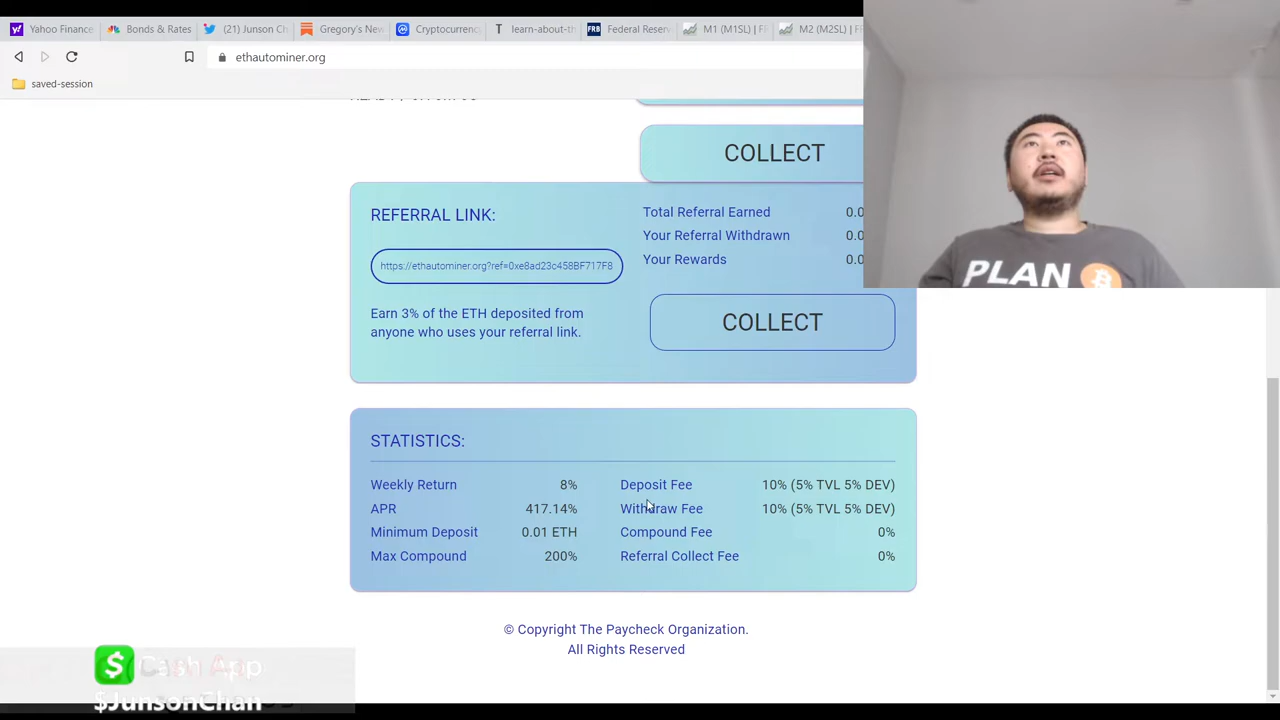 Yahoo Finance
Bonds & Rates
(21) Junson Ch
Gregory's New
Cryptocurrency
learn-about-th
FRB
Federal Reserv
M1 (M1SL) | FR
M2 (M2SL) | F
ethautominer.org
saved-session
COLLECT
REFERRAL LINK:
https://ethautominer.org?ref=0xe8ad23c458BF717F8
Earn 3% of the ETH deposited from
anyone who uses your referral link.
Total Referral Earned 0.0
Your Referral Withdrawn 0.0
Your Rewards 0.0
COLLECT
PLAN
STATISTICS:
Weekly Return 8%
APR 417.14%
Minimum Deposit 0.01 ETH
Max Compound 200%
Deposit Fee 10% (5% TVL 5% DEV)
Withdraw Fee 10% (5% TVL 5% DEV)
Compound Fee 0%
Referral Collect Fee 0%
© Copyright The Paycheck Organization.
All Rights Reserved
Cash App
$JunsonChan